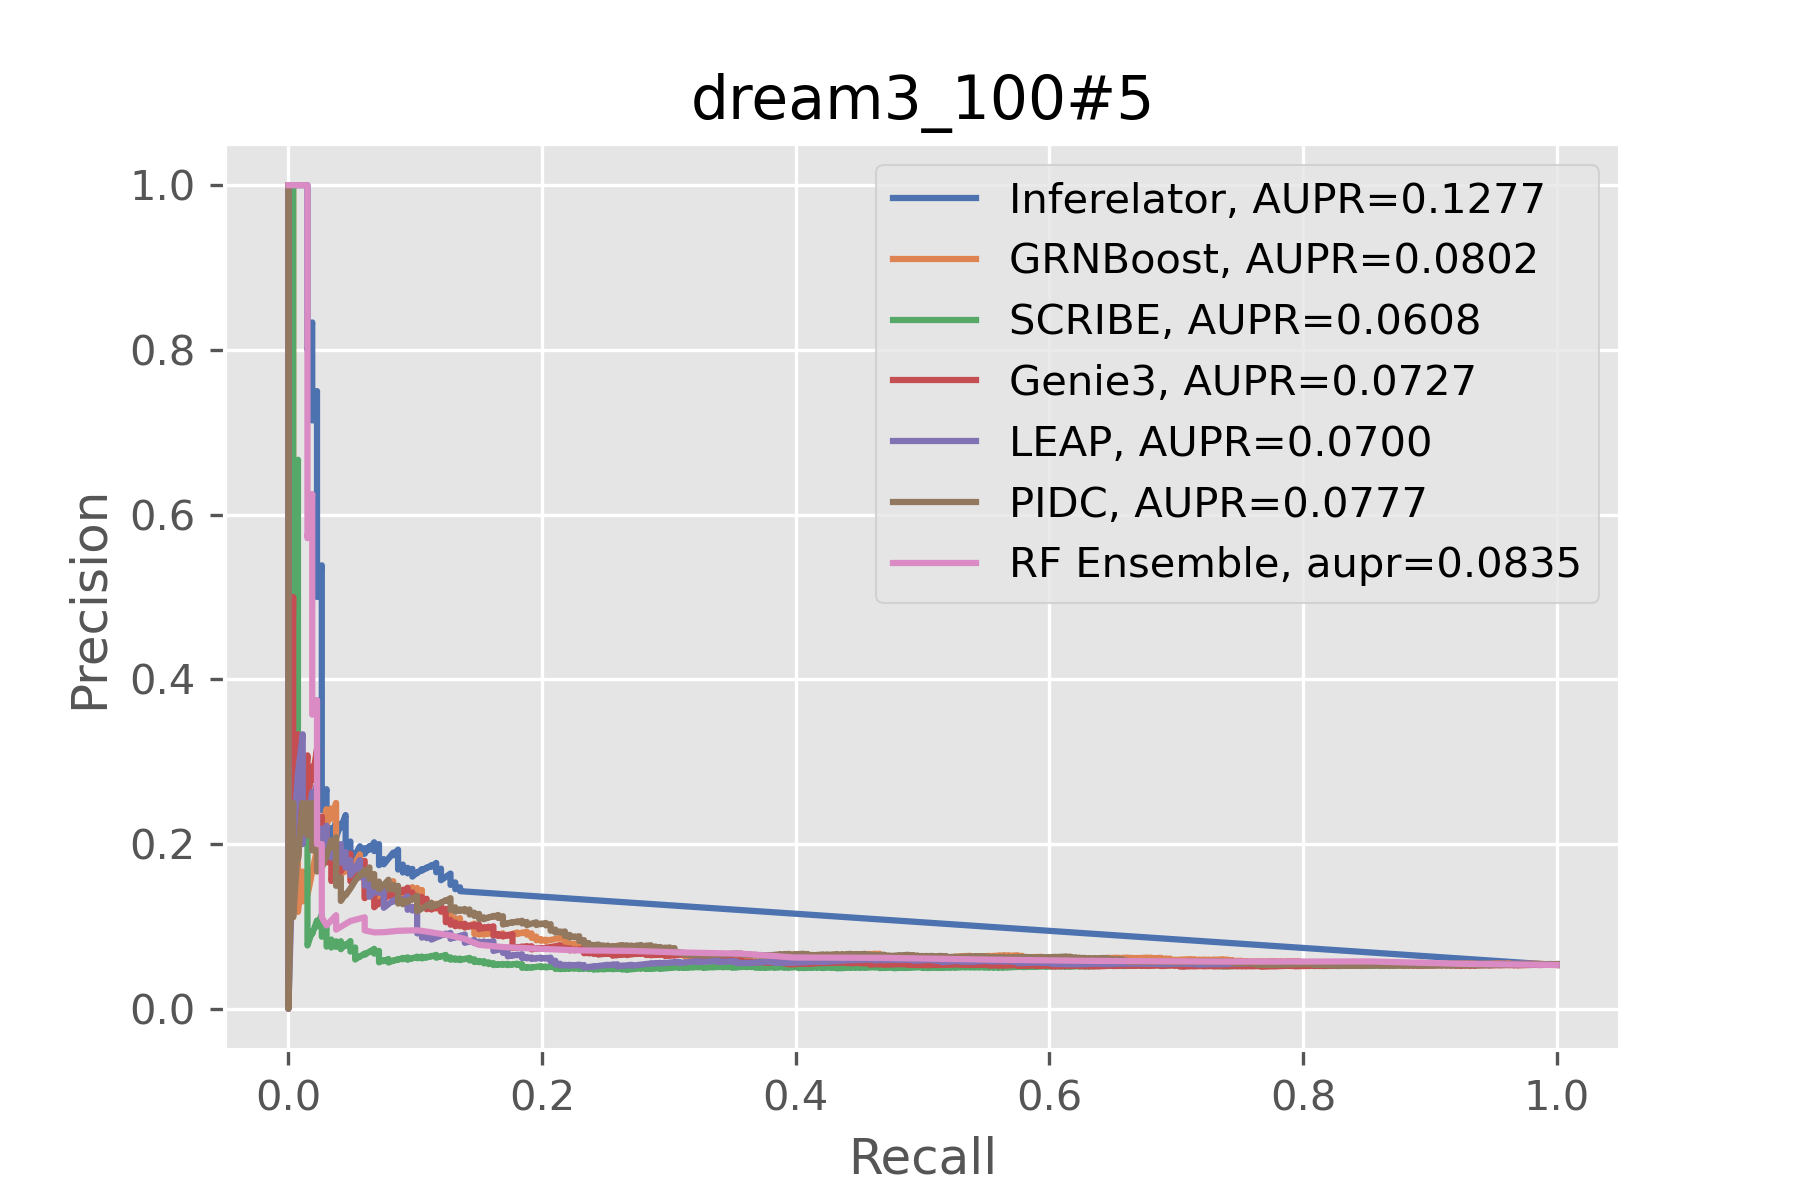 dream3_100#5
Inferelator, AUPR=0.1277
GRNBoost, AUPR=0.0802
SCRIBE, AUPR=0.0608
Genie3, AUPR=0.0727
LEAP, AUPR=0.0700
PIDC, AUPR=0.0777
RF Ensemble, aupr=0.0835
Precision
1.0
0.8
0.6
0.4
0.2
0.0
0.0 0.2 0.4 0.6 0.8 1.0
Recall